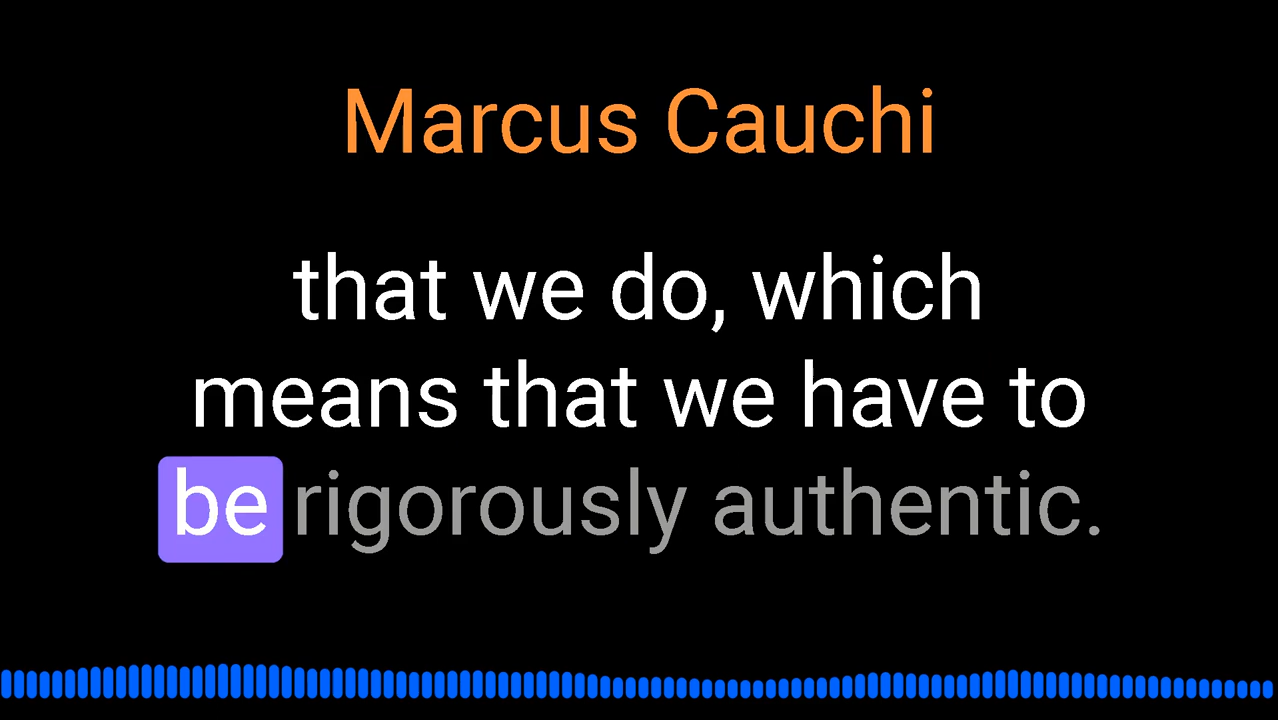 Marcus Cauchi
that we do, which
means that we have to
be rigorously authentic.